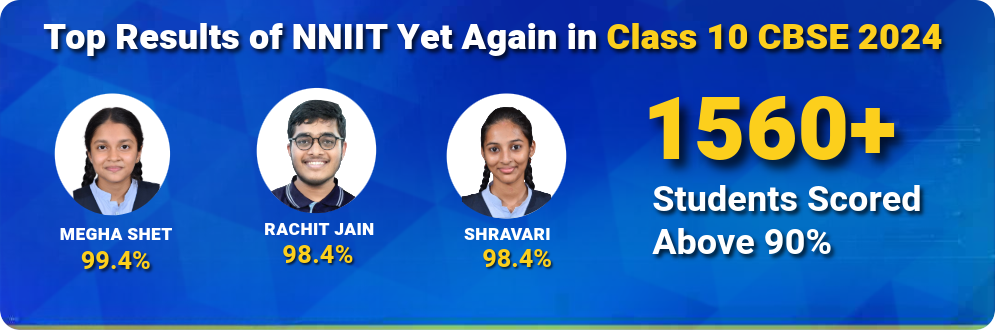 Top Results of NNIIT Yet Again in Class 10 CBSE 2024
MEGHA SHET
99.4%
RACHIT JAIN
98.4%
SHRAVARI
98.4%
1560+
Students Scored
Above 90%